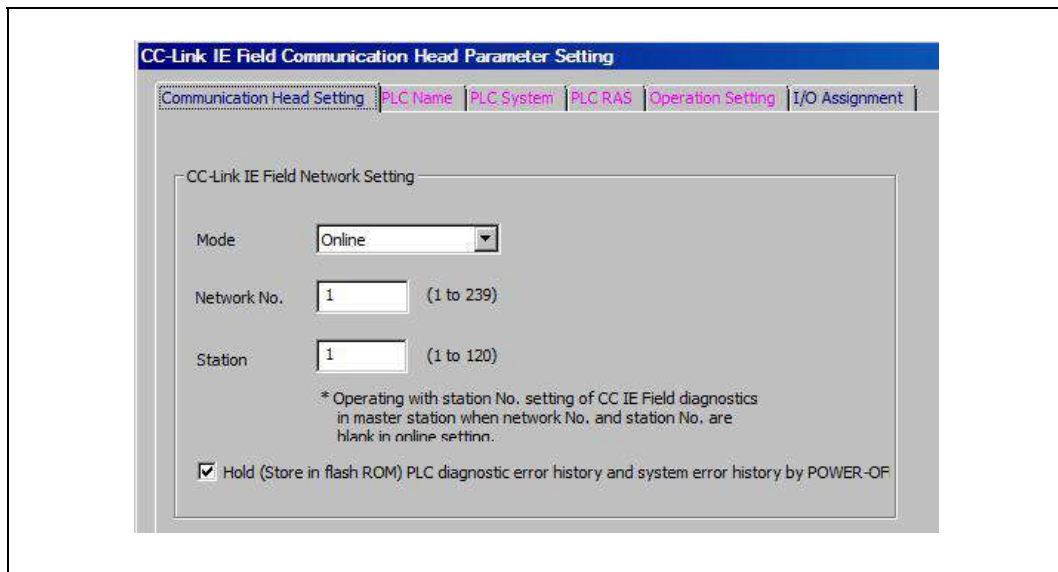 CC-Link IE Field Communication Head Parameter Setting
Communication Head Setting PLC Name PLC System PLC RAS Operation Setting I/O Assignment
CC-Link IE Field Network Setting
Mode Online
Network No. 1 (1 to 239)
Station 1 (1 to 120)
* Operating with station No. setting of CC IE Field diagnostics
in master station when network No. and station No. are
blank in online setting.
Hold (Store in flash ROM) PLC diagnostic error history and system error history by POWER-OF